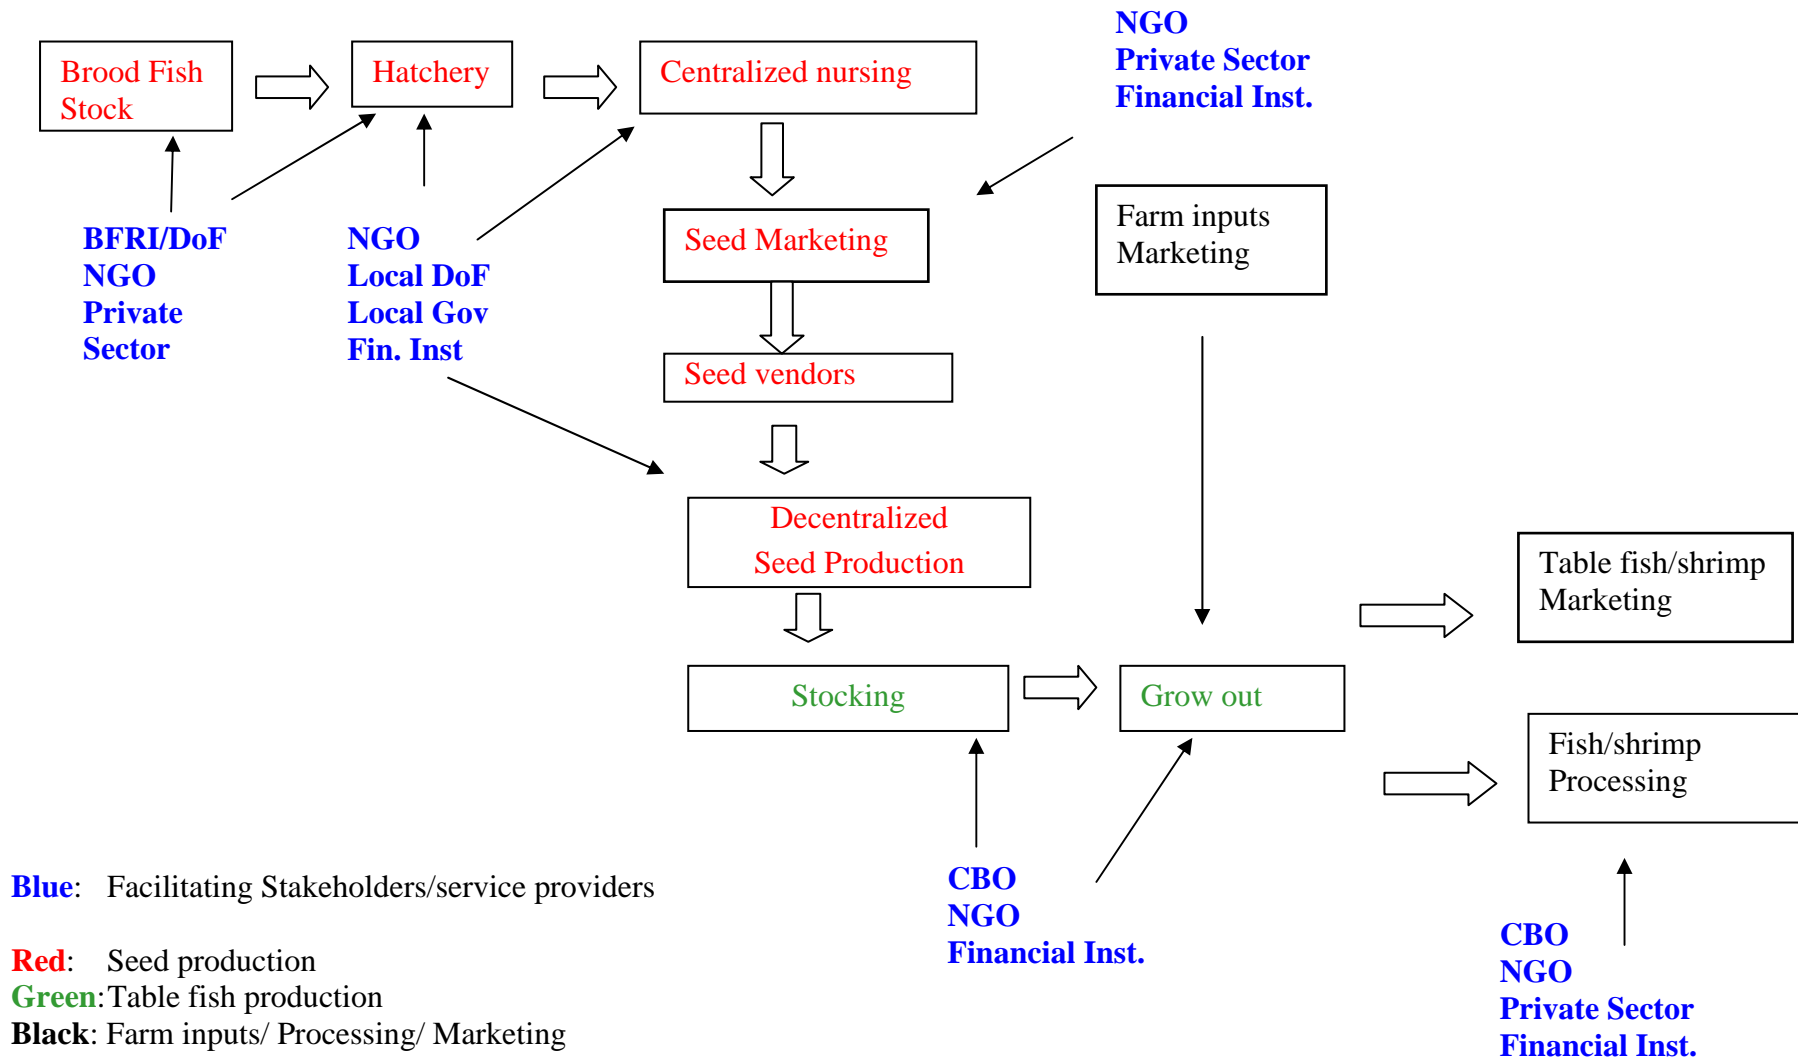 NGO
Private Sector
Financial Inst.
Brood Fish
Stock
Hatchery
Centralized nursing
BFRI/DoF
NGO
Private
Sector
NGO
Local DoF
Local Gov
Fin. Inst
Seed Marketing
Farm inputs
Marketing
Seed vendors
Decentralized
Seed Production
Table fish/shrimp
Marketing
Stocking
Grow out
Fish/shrimp
Processing
CBO
NGO
Financial Inst.
CBO
NGO
Private Sector
Financial Inst.
Blue: Facilitating Stakeholders/service providers
Red: Seed production
Green: Table fish production
Black: Farm inputs/ Processing/ Marketing